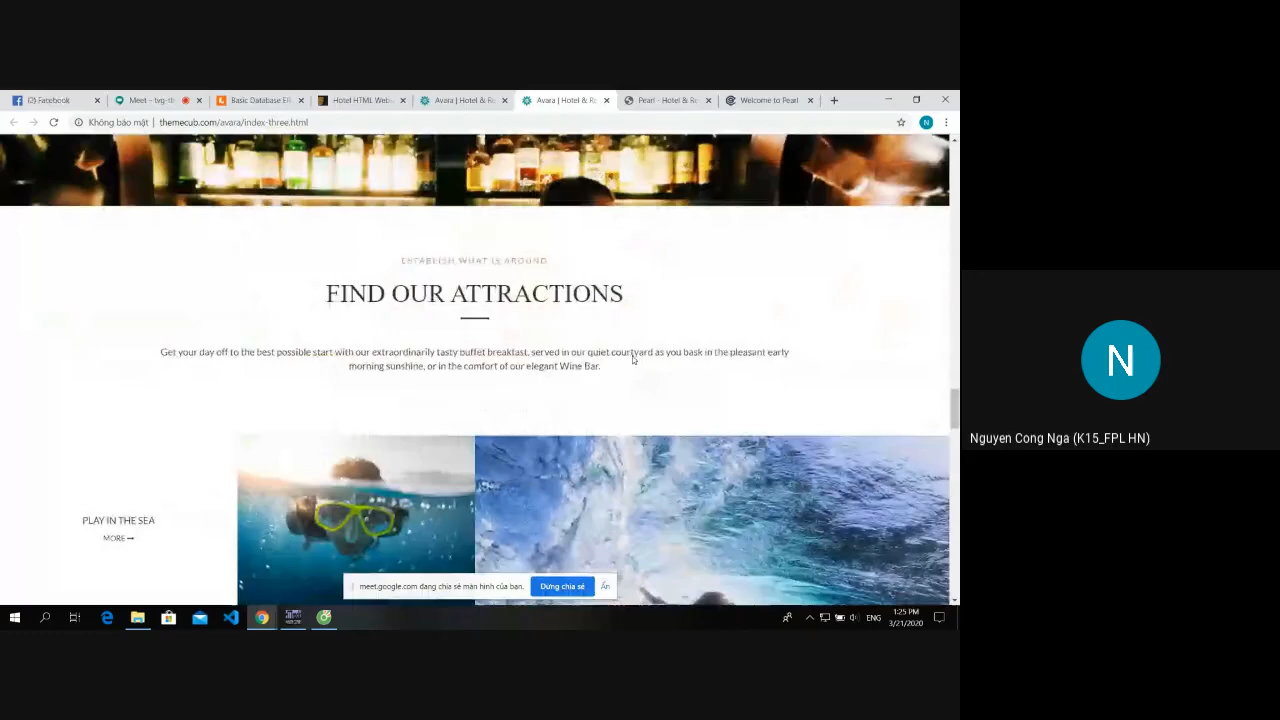 (2) Facebook
Meet - tvg-tt
Basic Database ER
Hotel HTML Web
Avara | Hotel & R
Avara | Hotel & R
Pearl - Hotel & Re
Welcome to Pearl
Không bảo mật | themecub.com/avara/index-three.html
N
ESTABLISH WHAT IS AROUND
FIND OUR ATTRACTIONS
Get your day off to the best possible start with our extraordinarily tasty buffet breakfast, served in our quiet courtyard as you bask in the pleasant early
morning sunshine, or in the comfort of our elegant Wine Bar.
PLAY IN THE SEA
MORE
meet.google.com đang chia sẻ màn hình của bạn.
Dừng chia sẻ
Ẩn
ENG
1:25 PM
3/21/2020
N
Nguyen Cong Nga (K15_FPL HN)